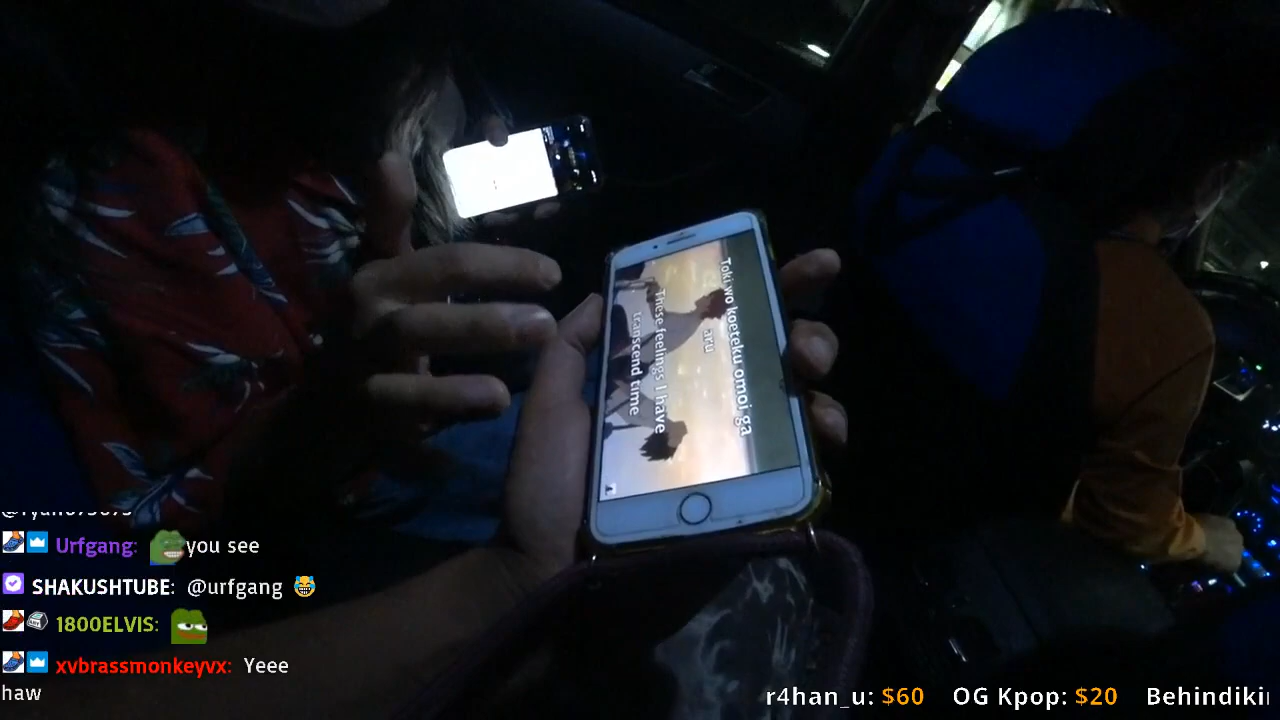 Toki wo koeteku omoi ga
aru
These feelings I have
transcend time
Urfgang: you see
SHAKUSHTUBE: @urfgang 😹
1800ELVIS:
xvbrassmonkeyvx: Yeee
haw
r4han_u: $60 OG Kpop: $20 Behindiki